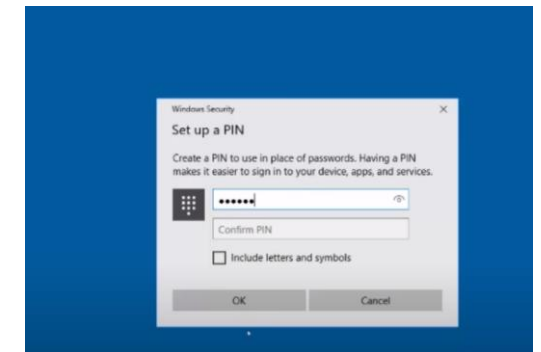 Windows Security
Set up a PIN
Create a PIN to use in place of passwords. Having a PIN
makes it easier to sign in to your device, apps, and services.
••••••
Confirm PIN
Include letters and symbols
OK
Cancel